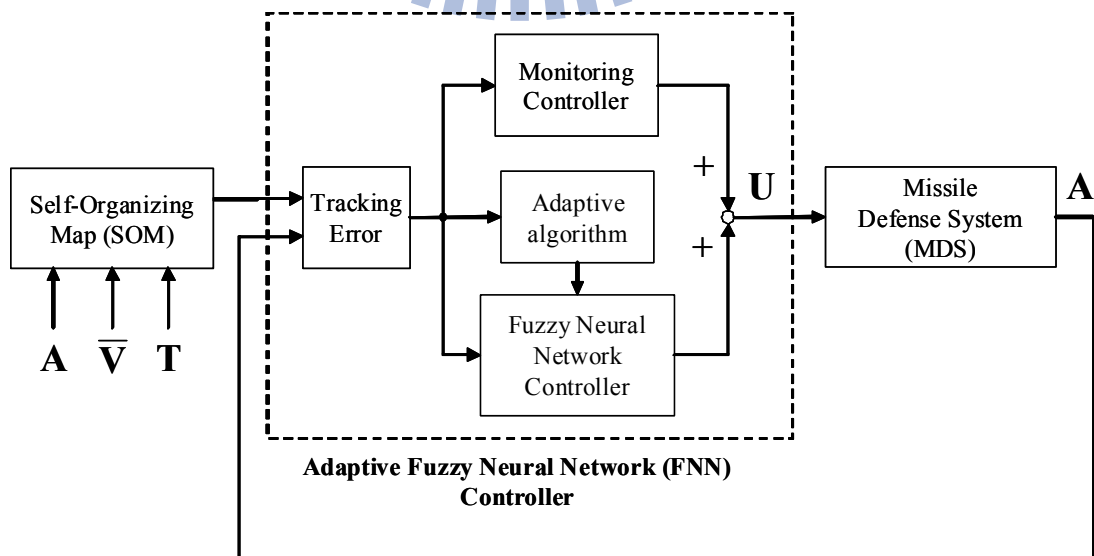 Monitoring
Controller
Self-Organizing
Map (SOM)
Tracking
Error
Adaptive
algorithm
+
U
Missile
Defense System
(MDS)
A
+
Fuzzy Neural
Network
Controller
A
V̅
T
Adaptive Fuzzy Neural Network (FNN)
Controller